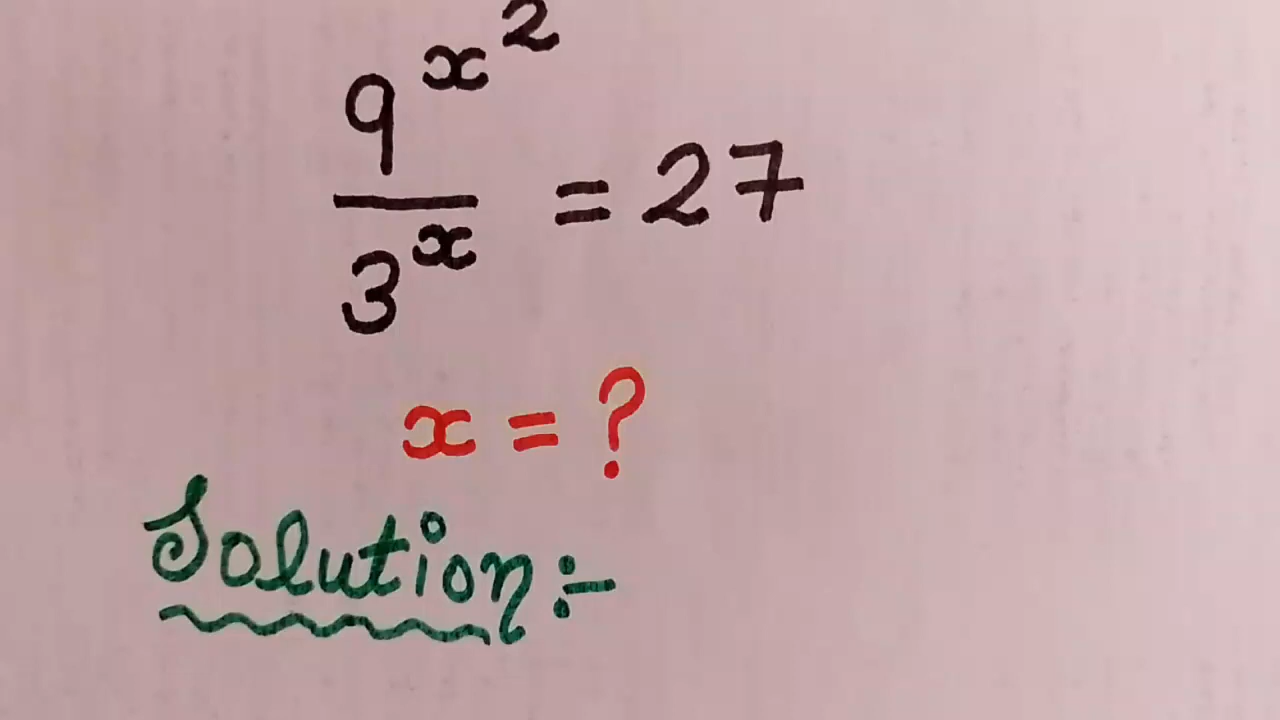 9^x^2
/ 3^x = 27
x = ?
Solution :-